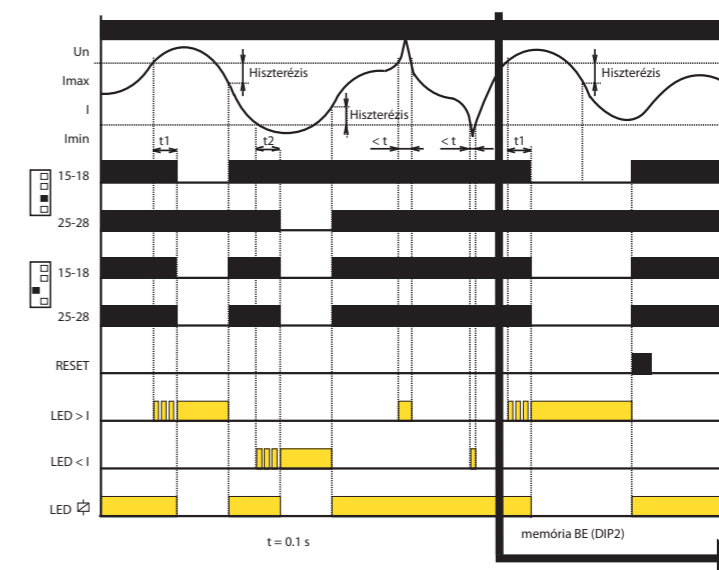 Un
Imax
I
Imin
Hiszterézis
Hiszterézis
Hiszterézis
t1
t2
< t
< t
t1
15-18
25-28
15-18
25-28
RESET
LED > I
LED < I
LED
t = 0.1 s
memória BE (DIP2)